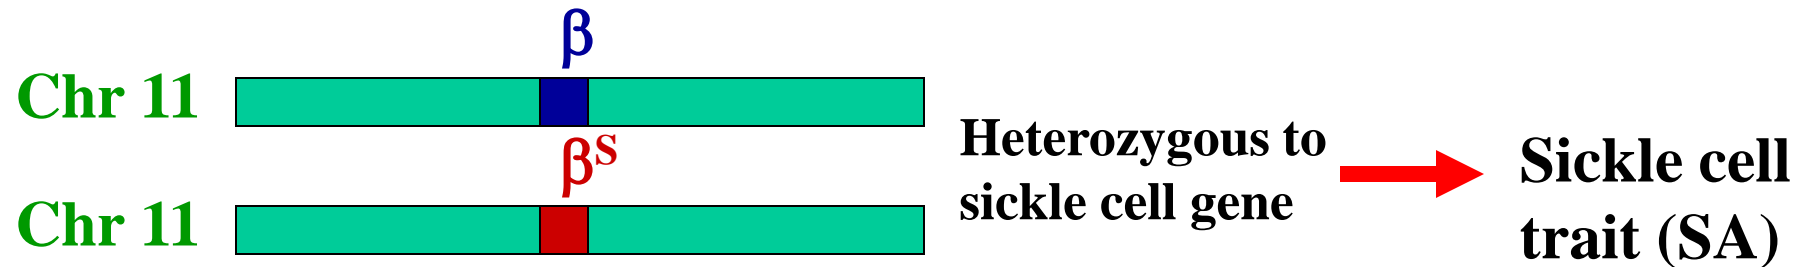 β
Chr 11
βS
Chr 11
Heterozygous to
sickle cell gene
Sickle cell
trait (SA)